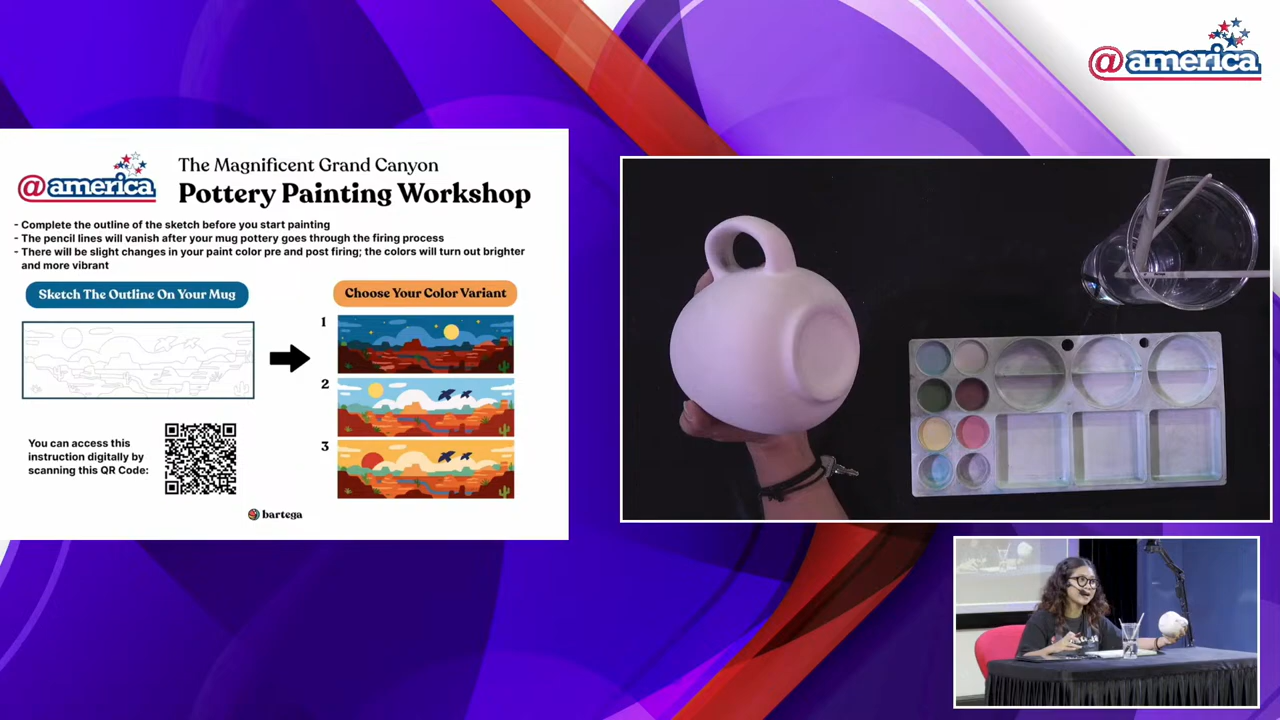 @america
@america
The Magnificent Grand Canyon
Pottery Painting Workshop
- Complete the outline of the sketch before you start painting
- The pencil lines will vanish after your mug pottery goes through the firing process
- There will be slight changes in your paint color pre and post firing; the colors will turn out brighter
and more vibrant
Sketch The Outline On Your Mug
Choose Your Color Variant
1
2
3
You can access this
instruction digitally by
scanning this QR Code:
bartega